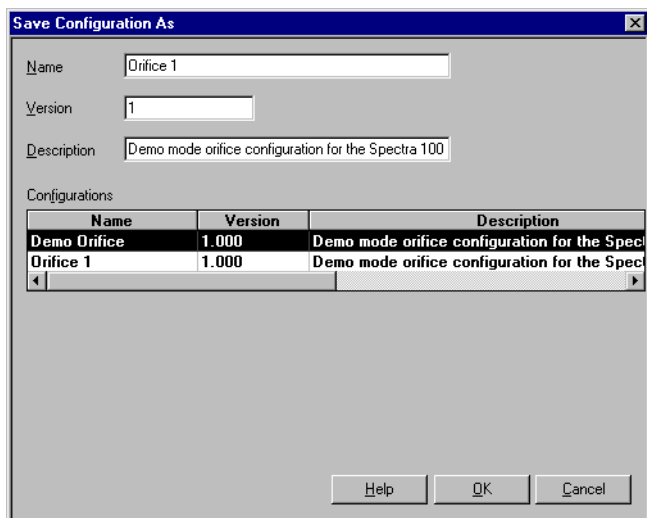 Save Configuration As
Name Orifice 1
Version 1
Description Demo mode orifice configuration for the Spectra 100
Configurations
Name Version Description
Demo Orifice 1.000 Demo mode orifice configuration for the Spect
Orifice 1 1.000 Demo mode orifice configuration for the Spect
Help OK Cancel